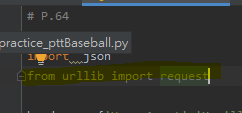 # P.64
practice_pttBaseball.py
import json
from urllib import request